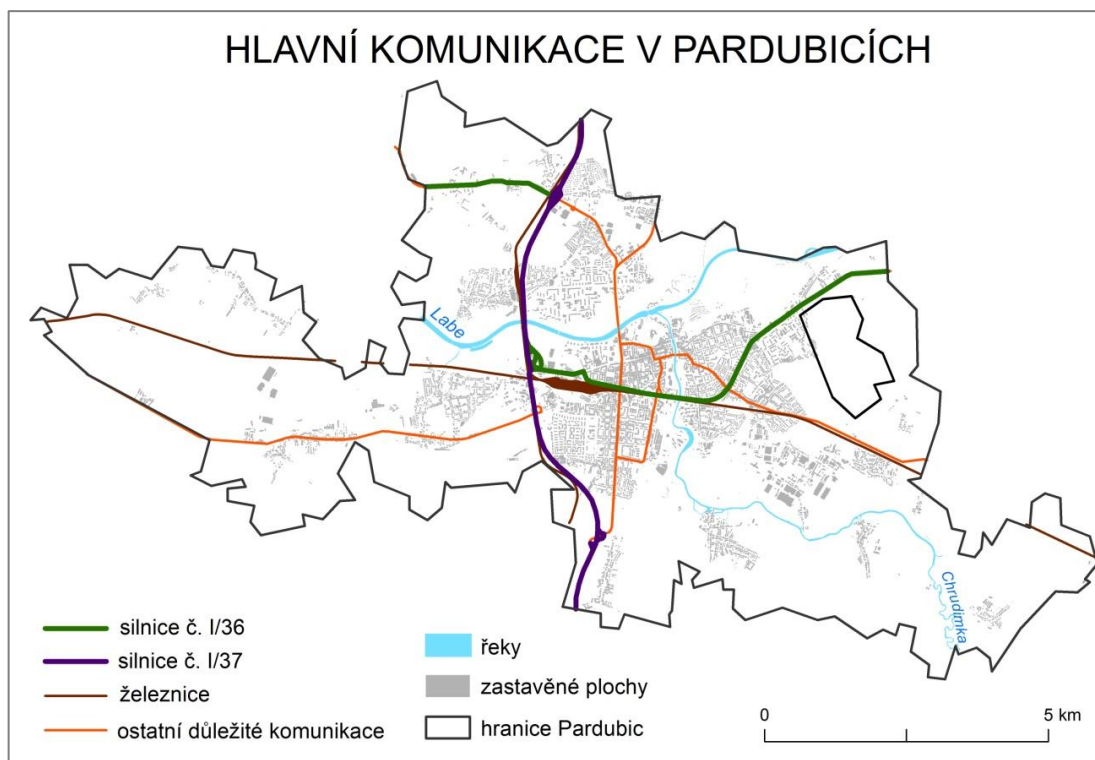 HLAVNÍ KOMUNIKACE V PARDUBICÍCH
Labe
Chrudimka
silnice č. I/36
silnice č. I/37
železnice
ostatní důležité komunikace
řeky
zastavěné plochy
hranice Pardubic
0 5 km